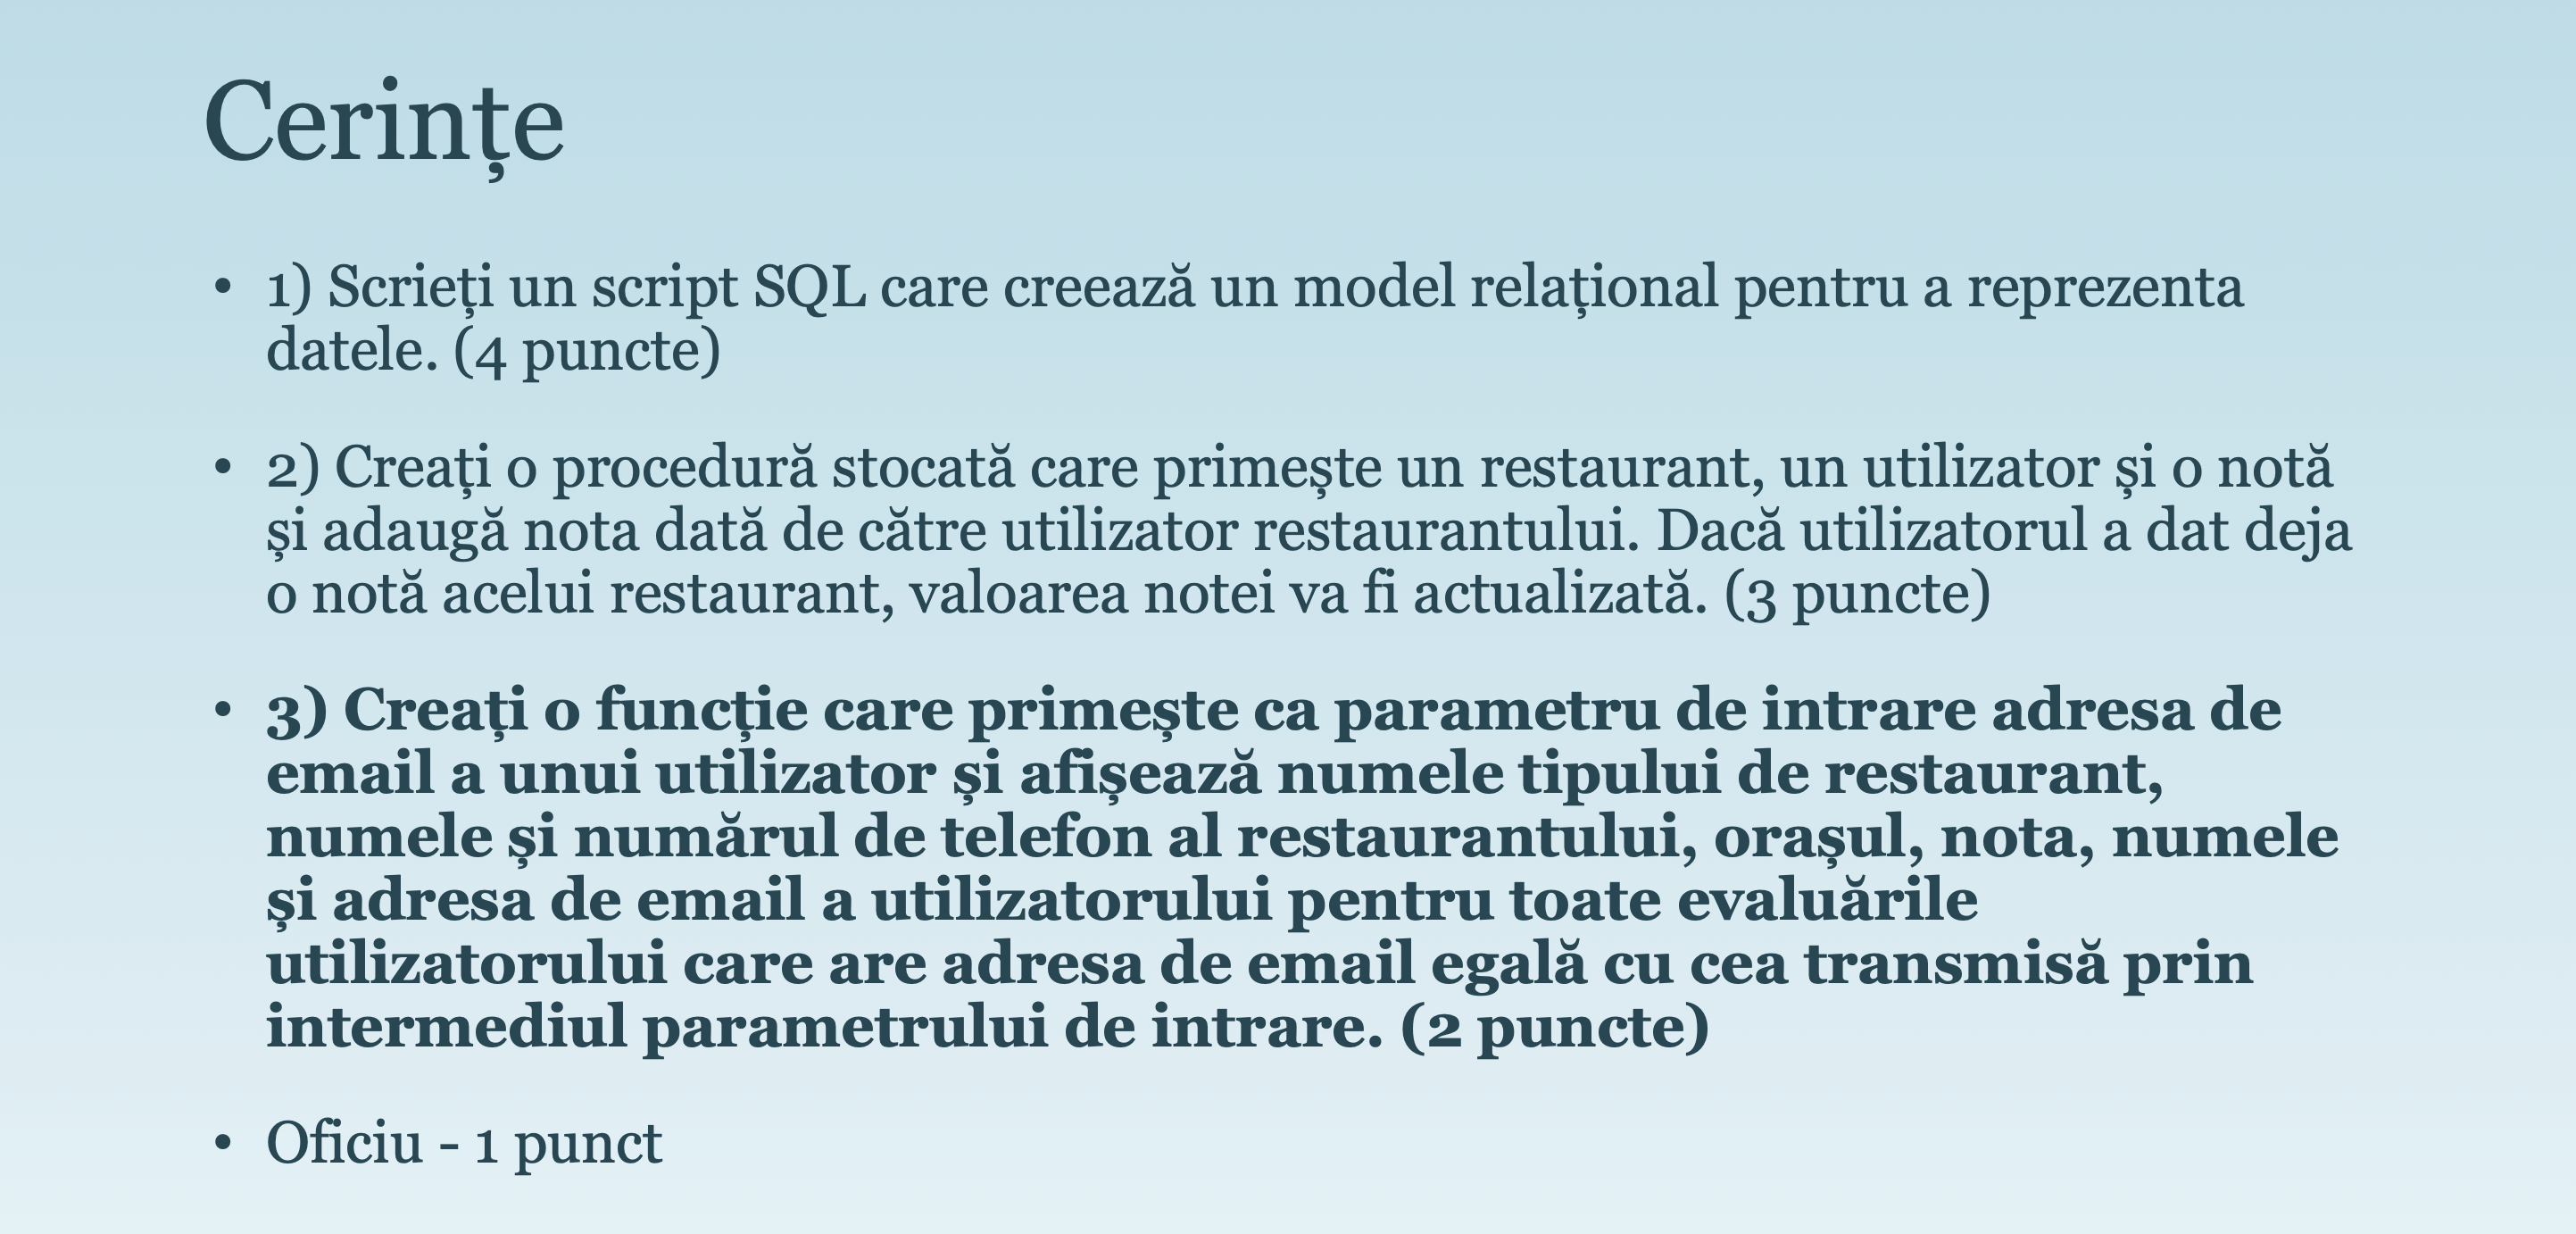 Cerințe
• 1) Scrieți un script SQL care creează un model relațional pentru a reprezenta
datele. (4 puncte)
• 2) Creați o procedură stocată care primește un restaurant, un utilizator și o notă
și adaugă nota dată de către utilizator restaurantului. Dacă utilizatorul a dat deja
o notă acelui restaurant, valoarea notei va fi actualizată. (3 puncte)
• 3) Creați o funcție care primește ca parametru de intrare adresa de
email a unui utilizator și afișează numele tipului de restaurant,
numele și numărul de telefon al restaurantului, orașul, nota, numele
și adresa de email a utilizatorului pentru toate evaluările
utilizatorului care are adresa de email egală cu cea transmisă prin
intermediul parametrului de intrare. (2 puncte)
• Oficiu - 1 punct